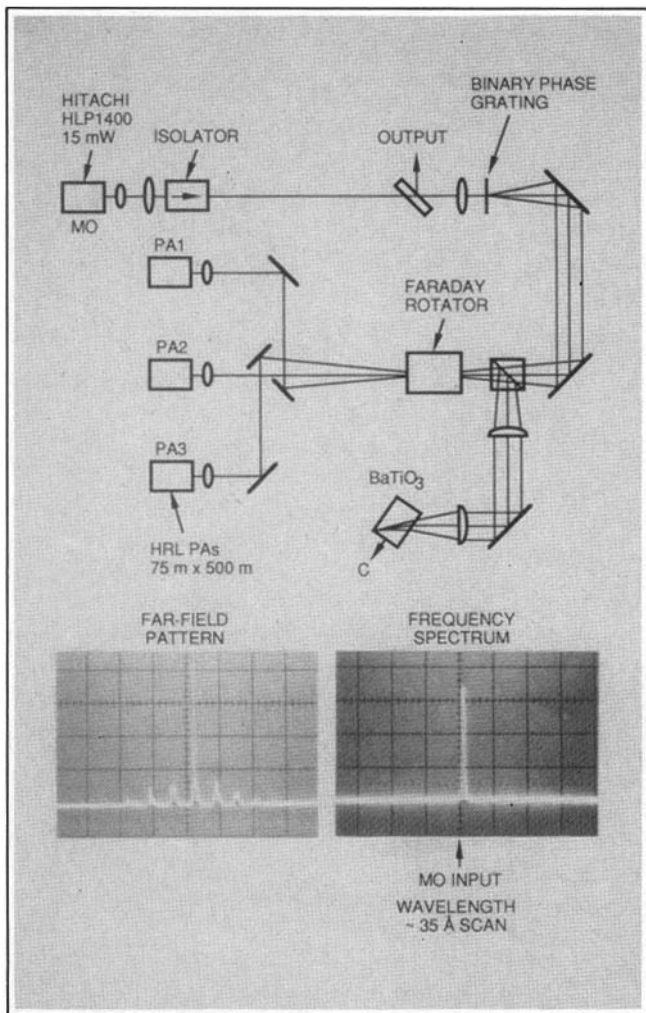 HITACHI
HLP1400
15 mW
ISOLATOR
OUTPUT
BINARY PHASE
GRATING
MO
PA1
FARADAY
ROTATOR
PA2
PA3
BaTiO3
HRL PAs
75 m x 500 m
C
FAR-FIELD
PATTERN
FREQUENCY
SPECTRUM
MO INPUT
WAVELENGTH
~ 35 Å SCAN